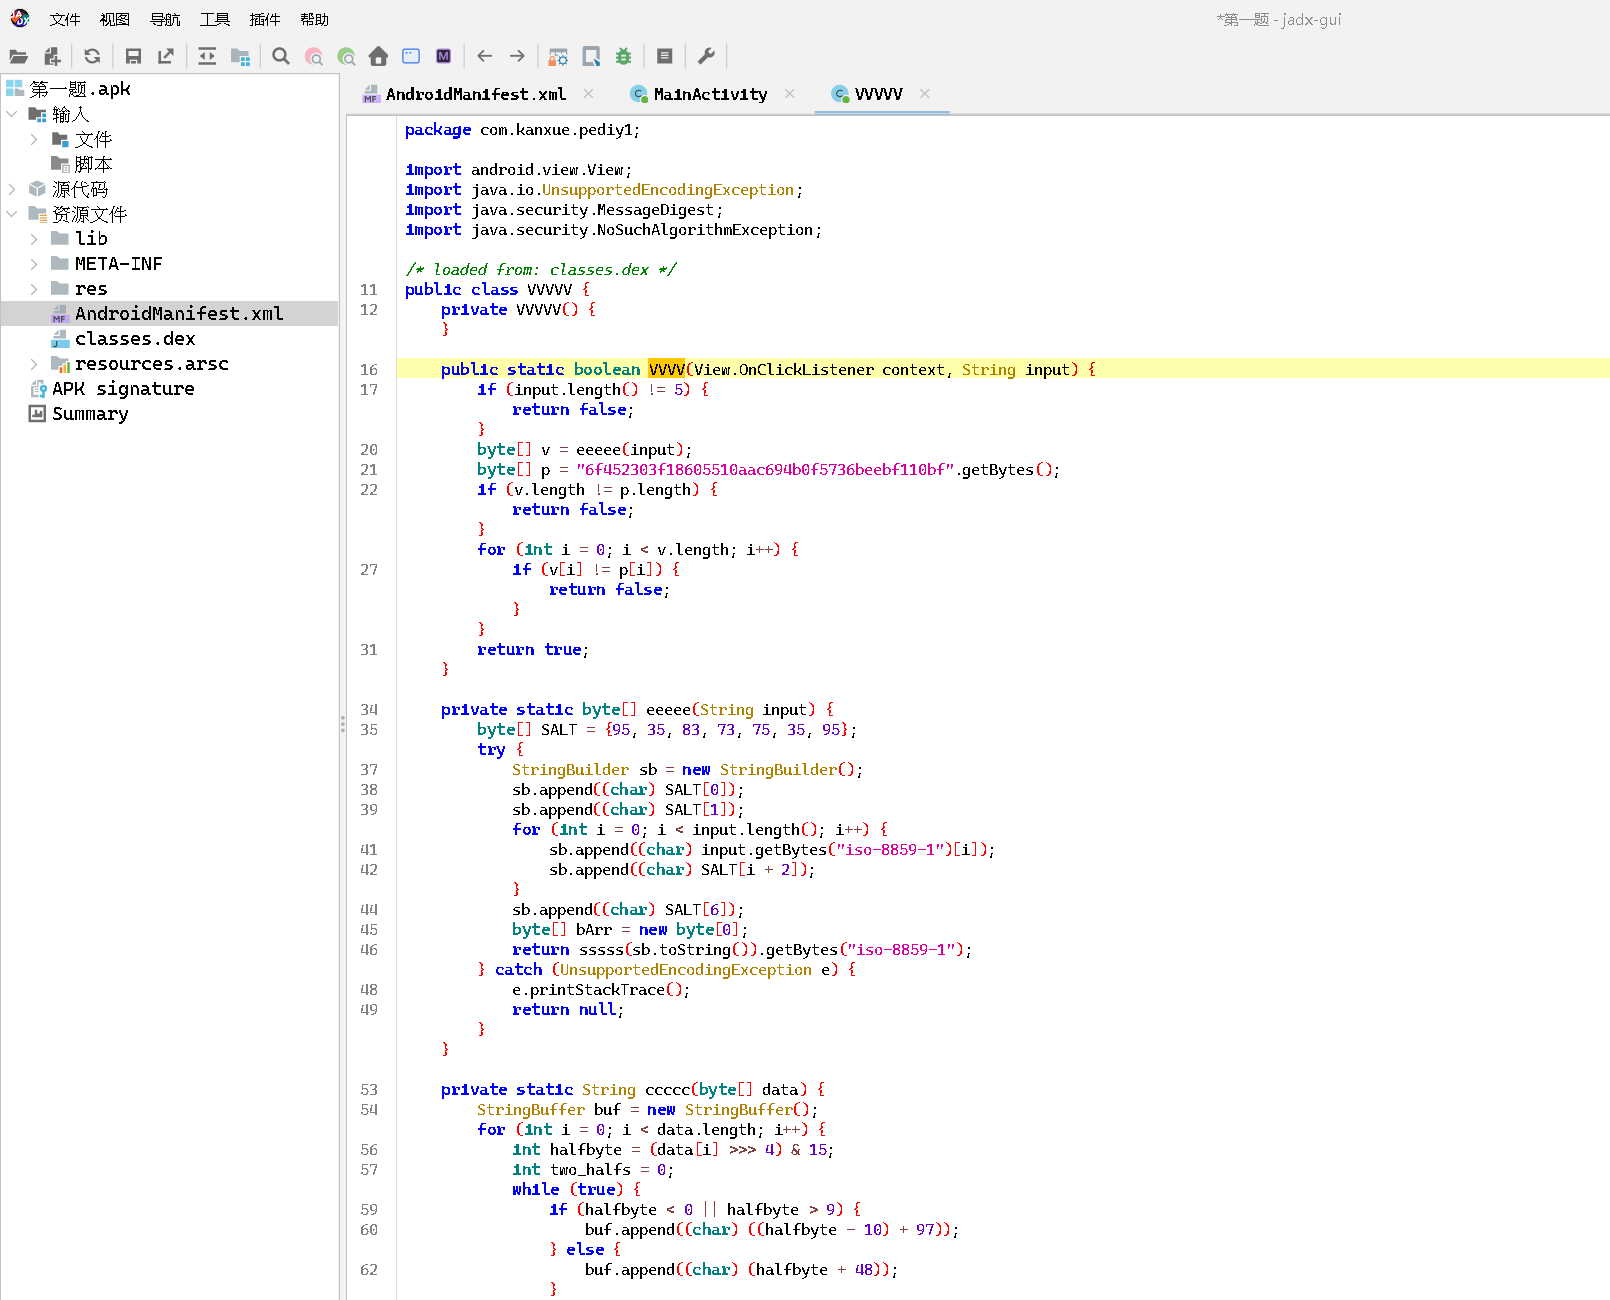 文件 视图 导航 工具 插件 帮助
*第一题 - jadx-gui
第一题.apk
输入
文件
脚本
源代码
资源文件
lib
META-INF
res
AndroidManifest.xml
classes.dex
resources.arsc
APK signature
Summary
AndroidManifest.xml MainActivity VVVVV
package com.kanxue.pediy1;
import android.view.View;
import java.io.UnsupportedEncodingException;
import java.security.MessageDigest;
import java.security.NoSuchAlgorithmException;
/* loaded from: classes.dex */
11 public class VVVVV {
12 private VVVVV() {
}
16 public static boolean VVVV(View.OnClickListener context, String input) {
17 if (input.length() != 5) {
return false;
}
20 byte[] v = eeeee(input);
21 byte[] p = "6f452303f18605510aac694b0f5736beebf110bf".getBytes();
22 if (v.length != p.length) {
return false;
}
for (int i = 0; i < v.length; i++) {
27 if (v[i] != p[i]) {
return false;
}
}
31 return true;
}
34 private static byte[] eeeee(String input) {
35 byte[] SALT = {95, 35, 83, 73, 75, 35, 95};
try {
37 StringBuilder sb = new StringBuilder();
38 sb.append((char) SALT[0]);
39 sb.append((char) SALT[1]);
for (int i = 0; i < input.length(); i++) {
41 sb.append((char) input.getBytes("iso-8859-1")[i]);
42 sb.append((char) SALT[i + 2]);
}
44 sb.append((char) SALT[6]);
45 byte[] bArr = new byte[0];
46 return sssss(sb.toString()).getBytes("iso-8859-1");
} catch (UnsupportedEncodingException e) {
48 e.printStackTrace();
49 return null;
}
}
53 private static String ccccc(byte[] data) {
54 StringBuffer buf = new StringBuffer();
for (int i = 0; i < data.length; i++) {
56 int halfbyte = (data[i] >>> 4) & 15;
57 int two_halfs = 0;
while (true) {
59 if (halfbyte < 0 || halfbyte > 9) {
60 buf.append((char) ((halfbyte - 10) + 97));
} else {
62 buf.append((char) (halfbyte + 48));
}